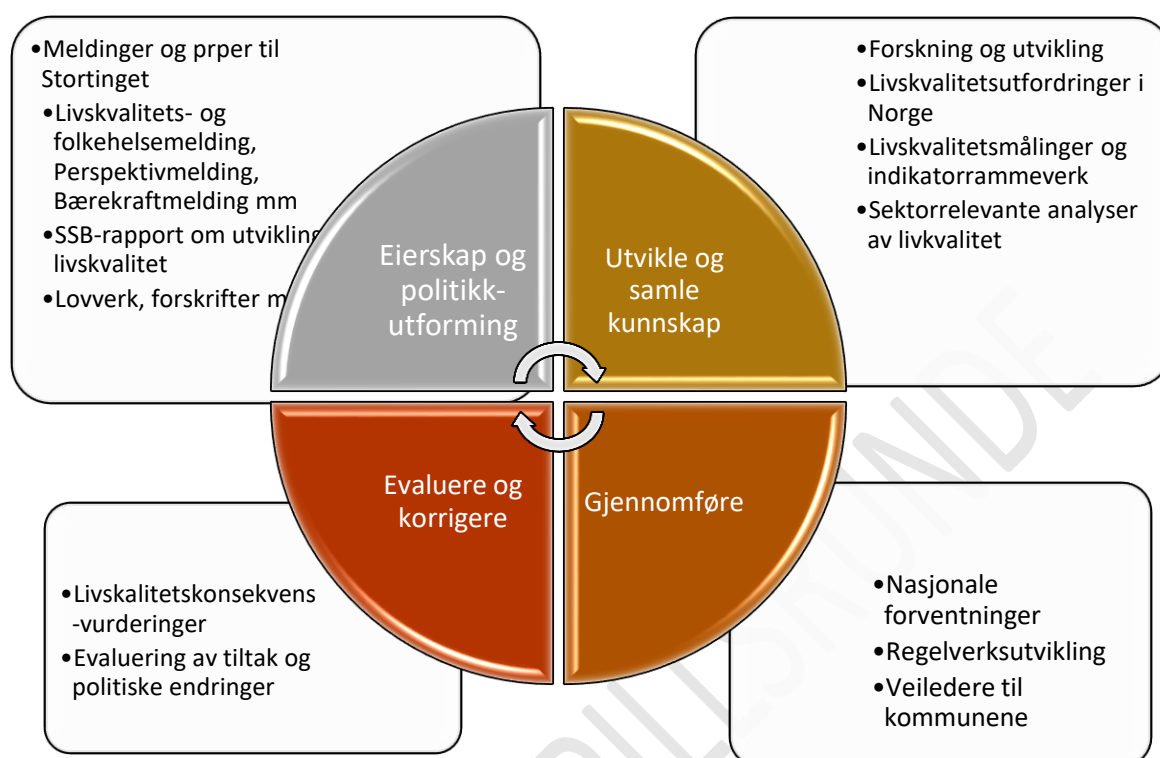 •Meldinger og prper til
Stortinget
•Livskvalitets- og
folkehelsemelding,
Perspektivmelding,
Bærekraftmelding mm
•SSB-rapport om utvikling
livskvalitet
•Lovverk, forskrifter m
•Forskning og utvikling
•Livskvalitetsutfordringer i
Norge
•Livskvalitetsmålinger og
indikatorrammeverk
•Sektorrelevante analyser
av livkvalitet
Eierskap og
politikk-
utforming
Utvikle og
samle
kunnskap
Evaluere og
korrigere
Gjennomføre
•Livskalitetskonsekvens
-vurderinger
•Evaluering av tiltak og
politiske endringer
•Nasjonale
forventninger
•Regelverksutvikling
•Veiledere til
kommunene